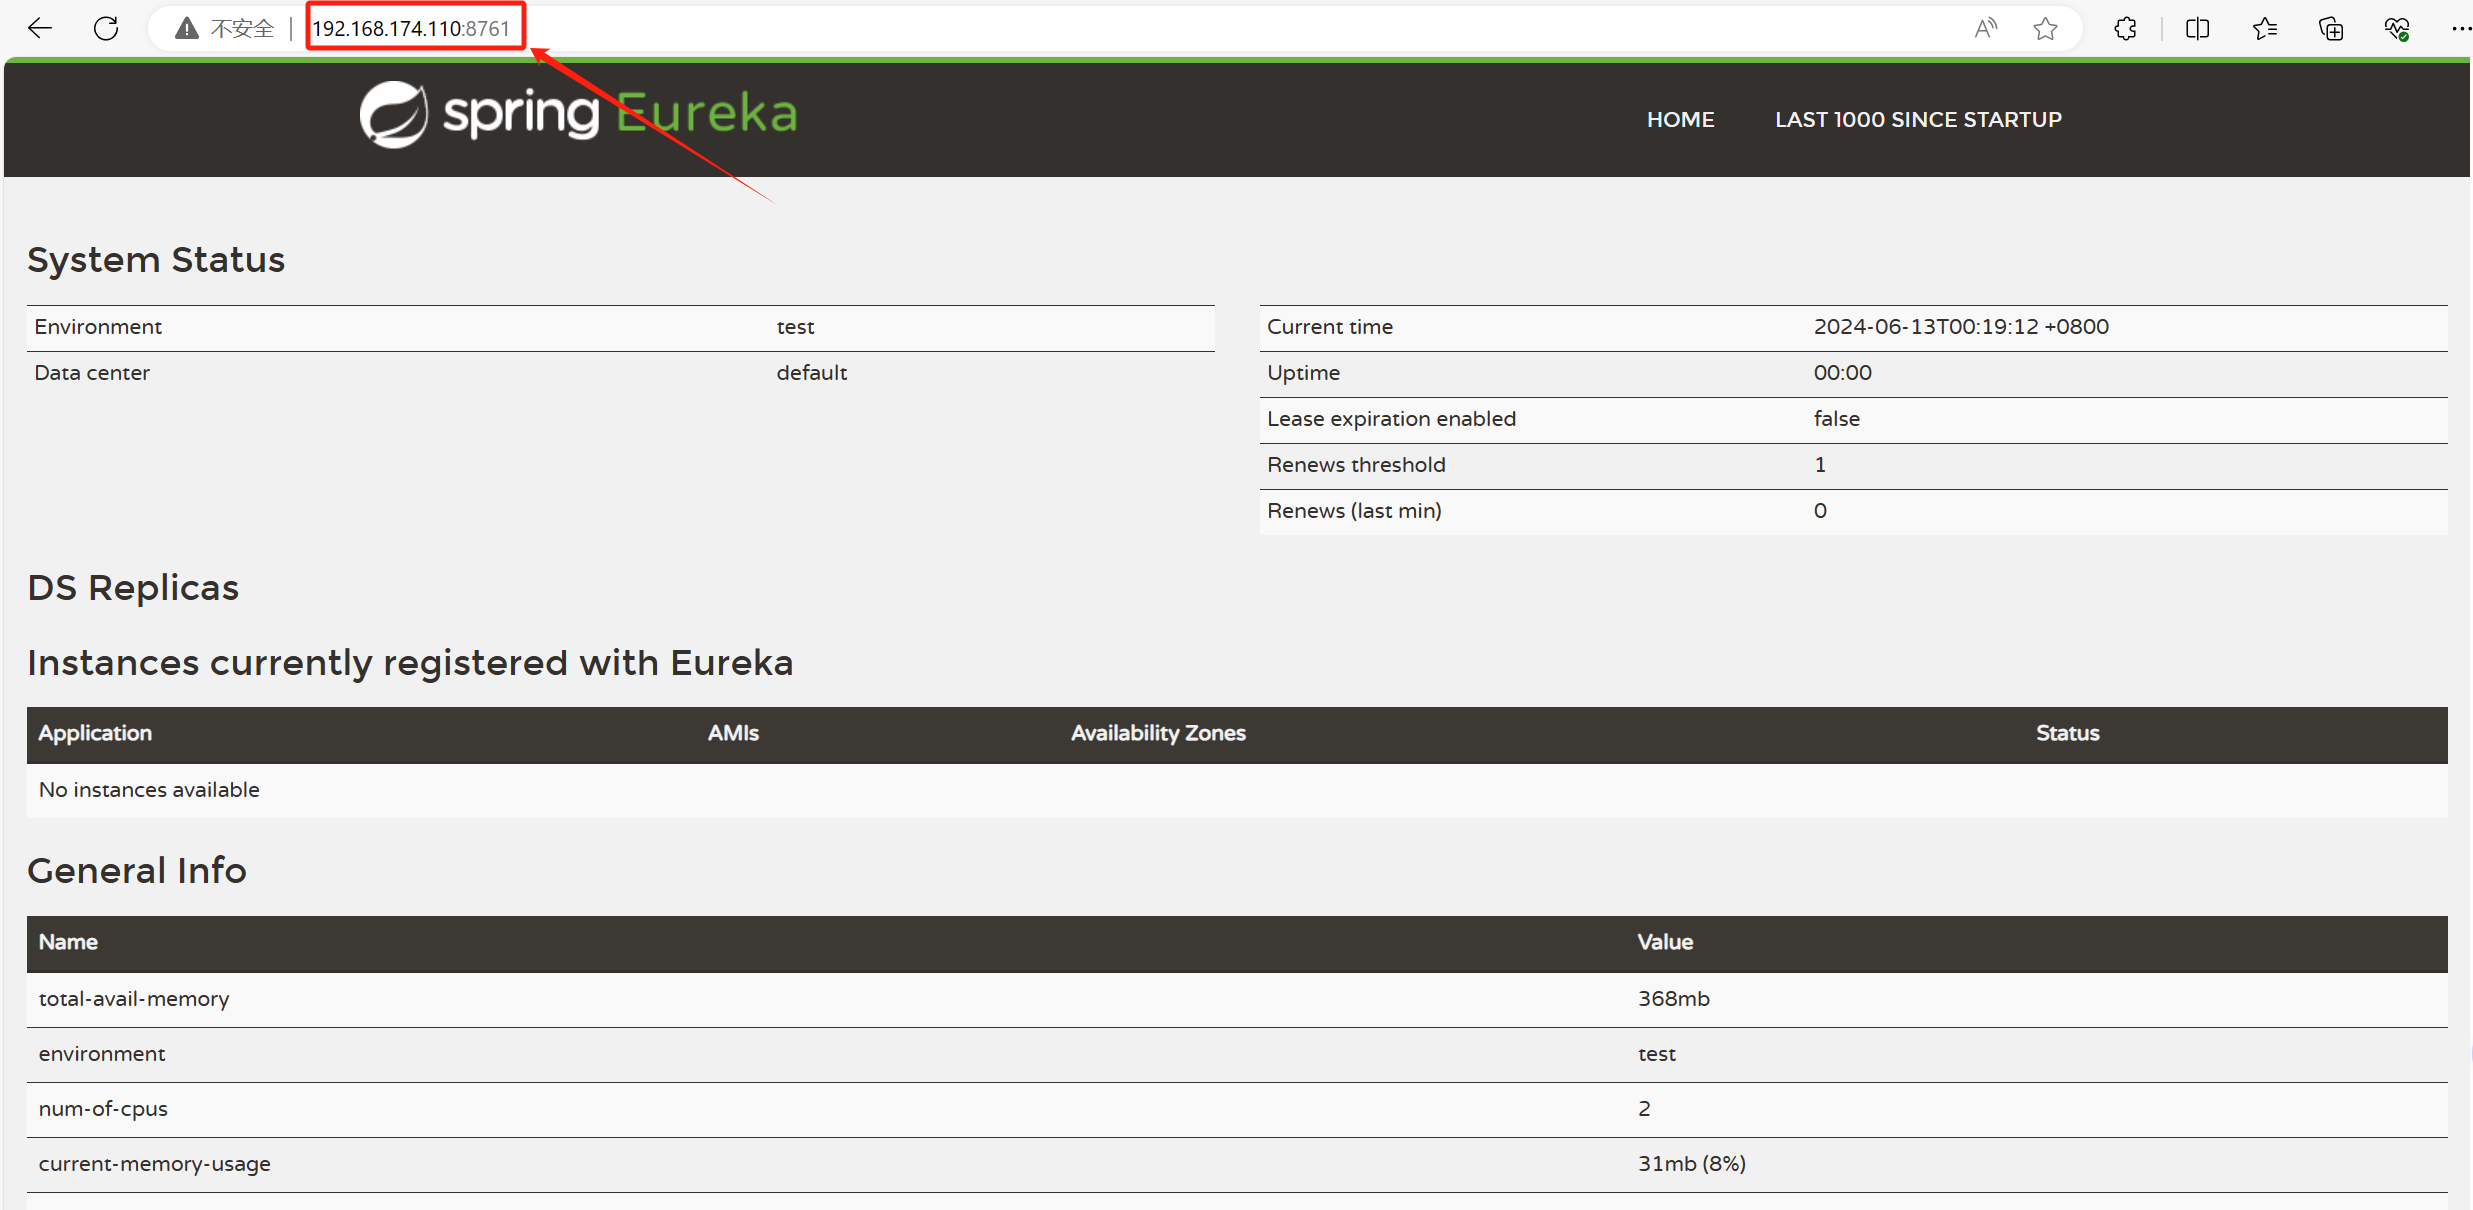 不安全 192.168.174.110:8761
spring Eureka
HOME LAST 1000 SINCE STARTUP
System Status
Environment test
Data center default
Current time 2024-06-13T00:19:12 +0800
Uptime 00:00
Lease expiration enabled false
Renews threshold 1
Renews (last min) 0
DS Replicas
Instances currently registered with Eureka
Application AMIs Availability Zones Status
No instances available
General Info
Name Value
total-avail-memory 368mb
environment test
num-of-cpus 2
current-memory-usage 31mb (8%)